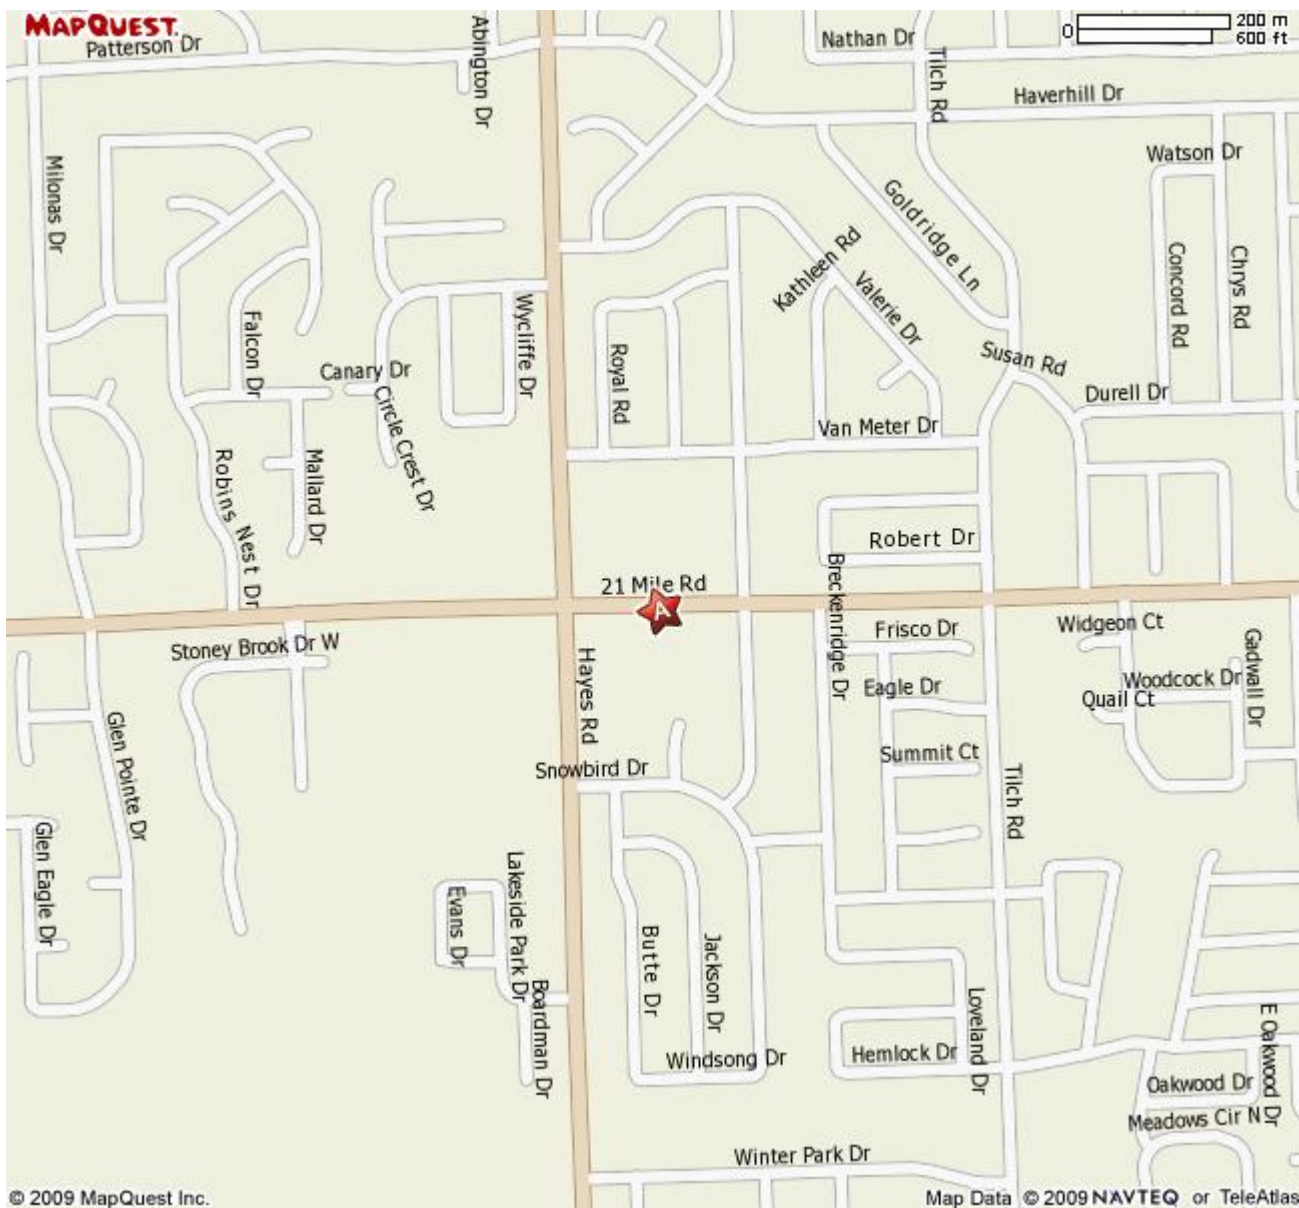 MAPQUEST.
200 m
0
600 ft
Patterson Dr
Abington Dr
Nathan Dr
Tilch Rd
Haverhill Dr
Watson Dr
Milonas Dr
Goldridge Ln
Kathleen Rd
Valerie Dr
Concord Rd
Chrys Rd
Falcon Dr
Wycliffe Dr
Canary Dr
Royal Rd
Susan Rd
Durell Dr
Circle Crest Dr
Van Meter Dr
Robins Nest Dr
Mallard Dr
Robert Dr
21 Mile Rd
A
Breckenridge Dr
Frisco Dr
Widgeon Ct
Stoney Brook Dr W
Gadwall Dr
Hayes Rd
Eagle Dr
Woodcock Dr
Quail Ct
Glen Pointe Dr
Summit Ct
Snowbird Dr
Tilch Rd
Glen Eagle Dr
Lakeside Park Dr
Evans Dr
Butte Dr
Jackson Dr
Boardman Dr
Loveland Dr
E Oakwood Dr
Windsong Dr
Hemlock Dr
Oakwood Dr
Meadows Cir N
Winter Park Dr
© 2009 MapQuest Inc.
Map Data © 2009 NAVTEQ or TeleAtlas